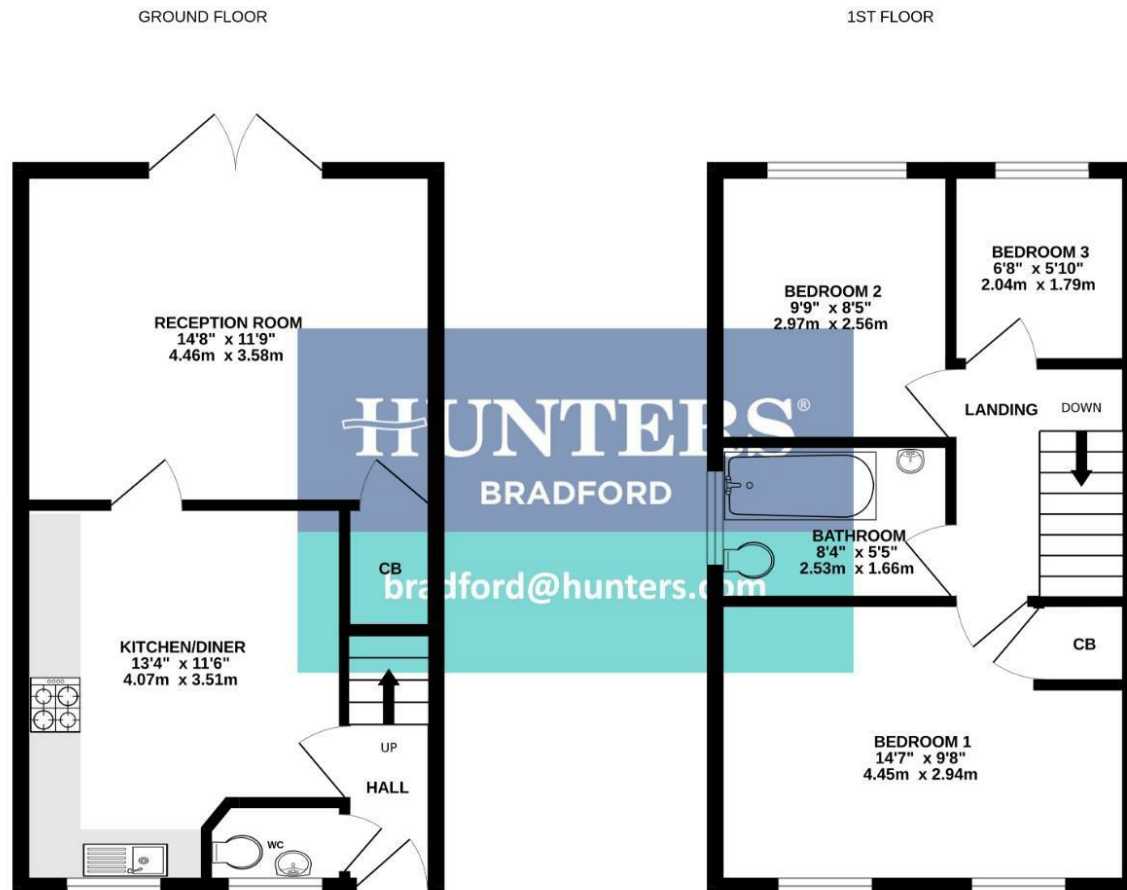 GROUND FLOOR
1ST FLOOR
RECEPTION ROOM
14'8" x 11'9"
4.46m x 3.58m
KITCHEN/DINER
13'4" x 11'6"
4.07m x 3.51m
CB
UP
HALL
WC
BEDROOM 2
9'9" x 8'5"
2.97m x 2.56m
BEDROOM 3
6'8" x 5'10"
2.04m x 1.79m
LANDING
DOWN
BATHROOM
8'4" x 5'5"
2.53m x 1.66m
CB
BEDROOM 1
14'7" x 9'8"
4.45m x 2.94m
HUNTERS®
BRADFORD
bradford@hunters.com